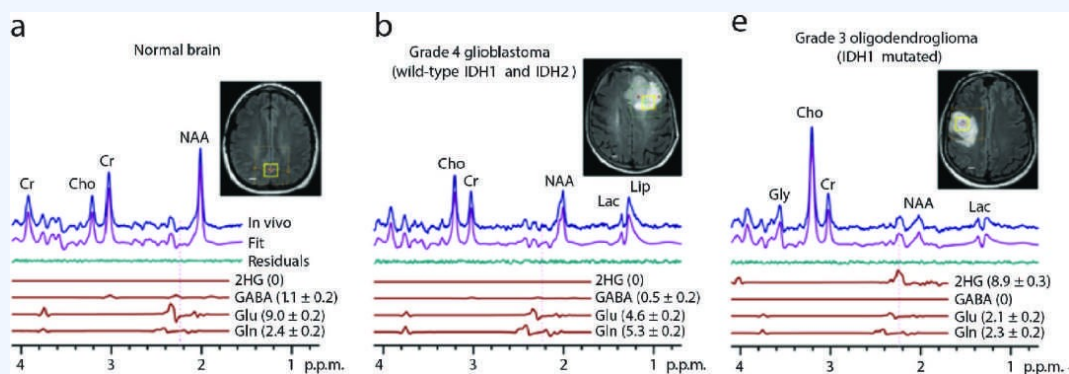 a
Normal brain
Cr
Cho
Cr
NAA
In vivo
Fit
Residuals
2HG (0)
GABA (1.1 ± 0.2)
Glu (9.0 ± 0.2)
Gln (2.4 ± 0.2)
4 3 2 p.p.m.
b
Grade 4 glioblastoma
(wild-type IDH1 and IDH2)
Cho
Cr
NAA
Lac
Lip
2HG (0)
GABA (0.5 ± 0.2)
Glu (4.6 ± 0.2)
Gln (5.3 ± 0.2)
4 3 2 1 p.p.m.
e
Grade 3 oligodendroglioma
(IDH1 mutated)
Gly
Cho
Cr
NAA
Lac
2HG (8.9 ± 0.3)
GABA (0)
Glu (2.1 ± 0.2)
Gln (2.3 ± 0.2)
4 3 2 1 p.p.m.